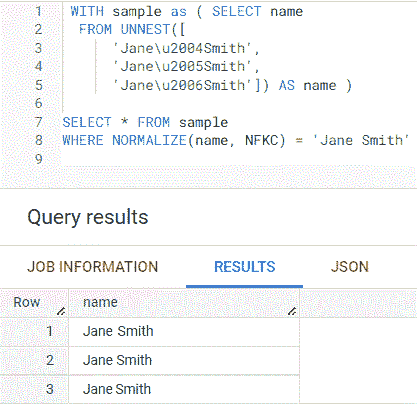 1 WITH sample as ( SELECT name
2 FROM UNNEST([
3 'Jane\u2004Smith',
4 'Jane\u2005Smith',
5 'Jane\u2006Smith']) AS name )
6
7 SELECT * FROM sample
8 WHERE NORMALIZE(name, NFKC) = 'Jane Smith'
9
Query results
JOB INFORMATION RESULTS JSON
Row name
1 Jane Smith
2 Jane Smith
3 Jane Smith